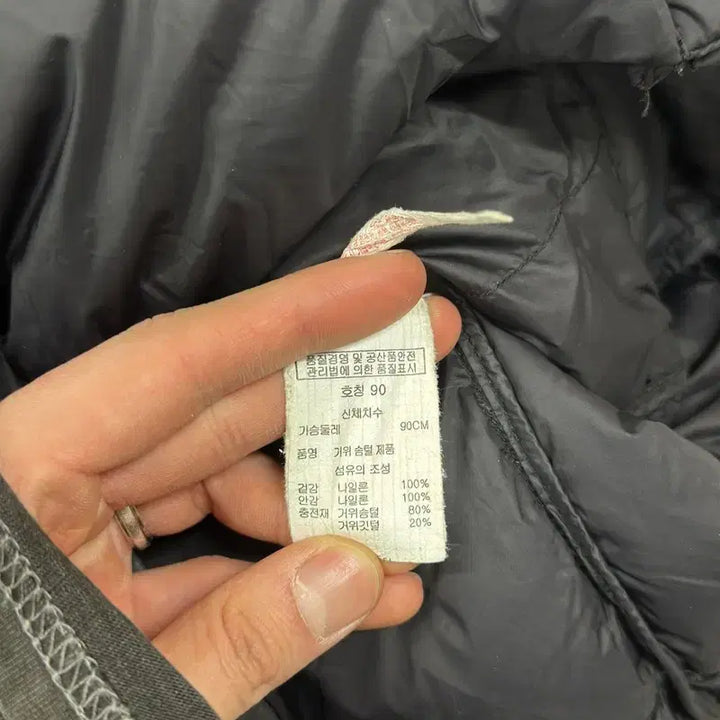 품질경영 및 공산품안전
관리법에 의한 품질표시
호칭 90
신체치수
가슴둘레 90CM
품명 거위 솜털 제품
섬유의 조성
겉감 나일론 100%
안감 나일론 100%
충전재 거위솜털 80%
거위깃털 20%